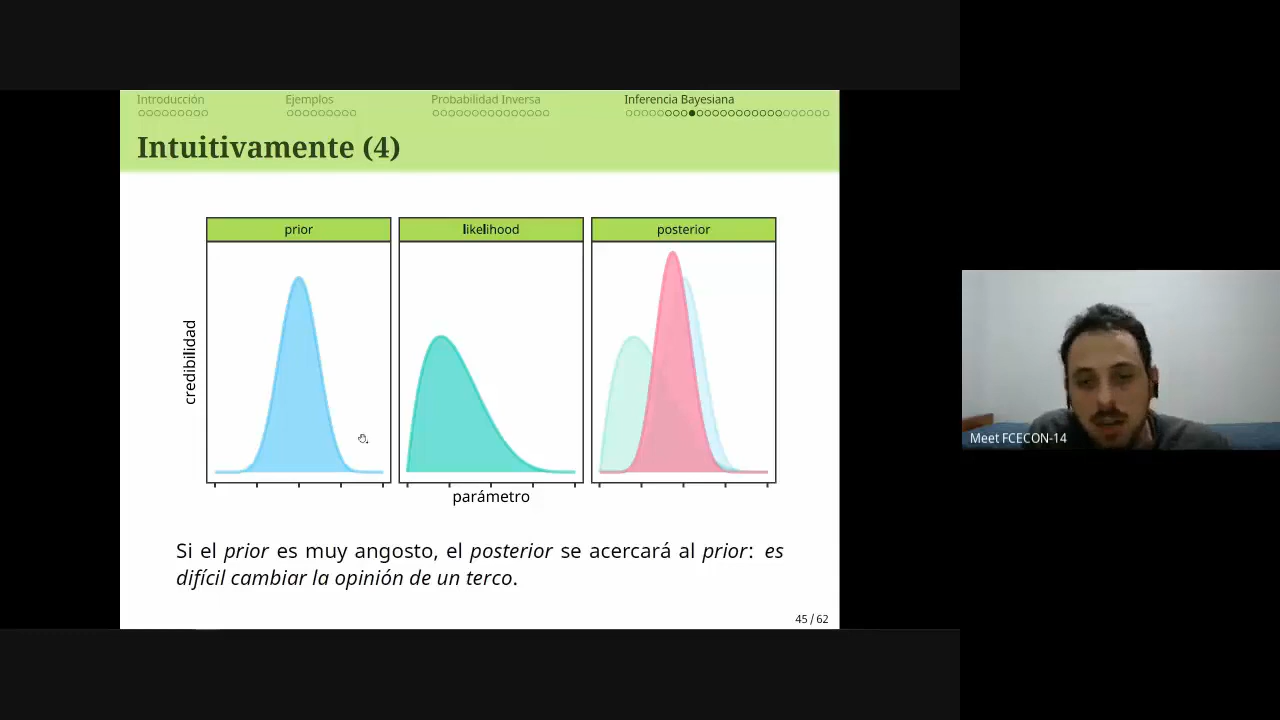 Introducción Ejemplos Probabilidad Inversa Inferencia Bayesiana
Intuitivamente (4)
prior likelihood posterior
credibilidad
parámetro
Si el prior es muy angosto, el posterior se acercará al prior: es
difícil cambiar la opinión de un terco.
45 / 62
Meet FCECON-14